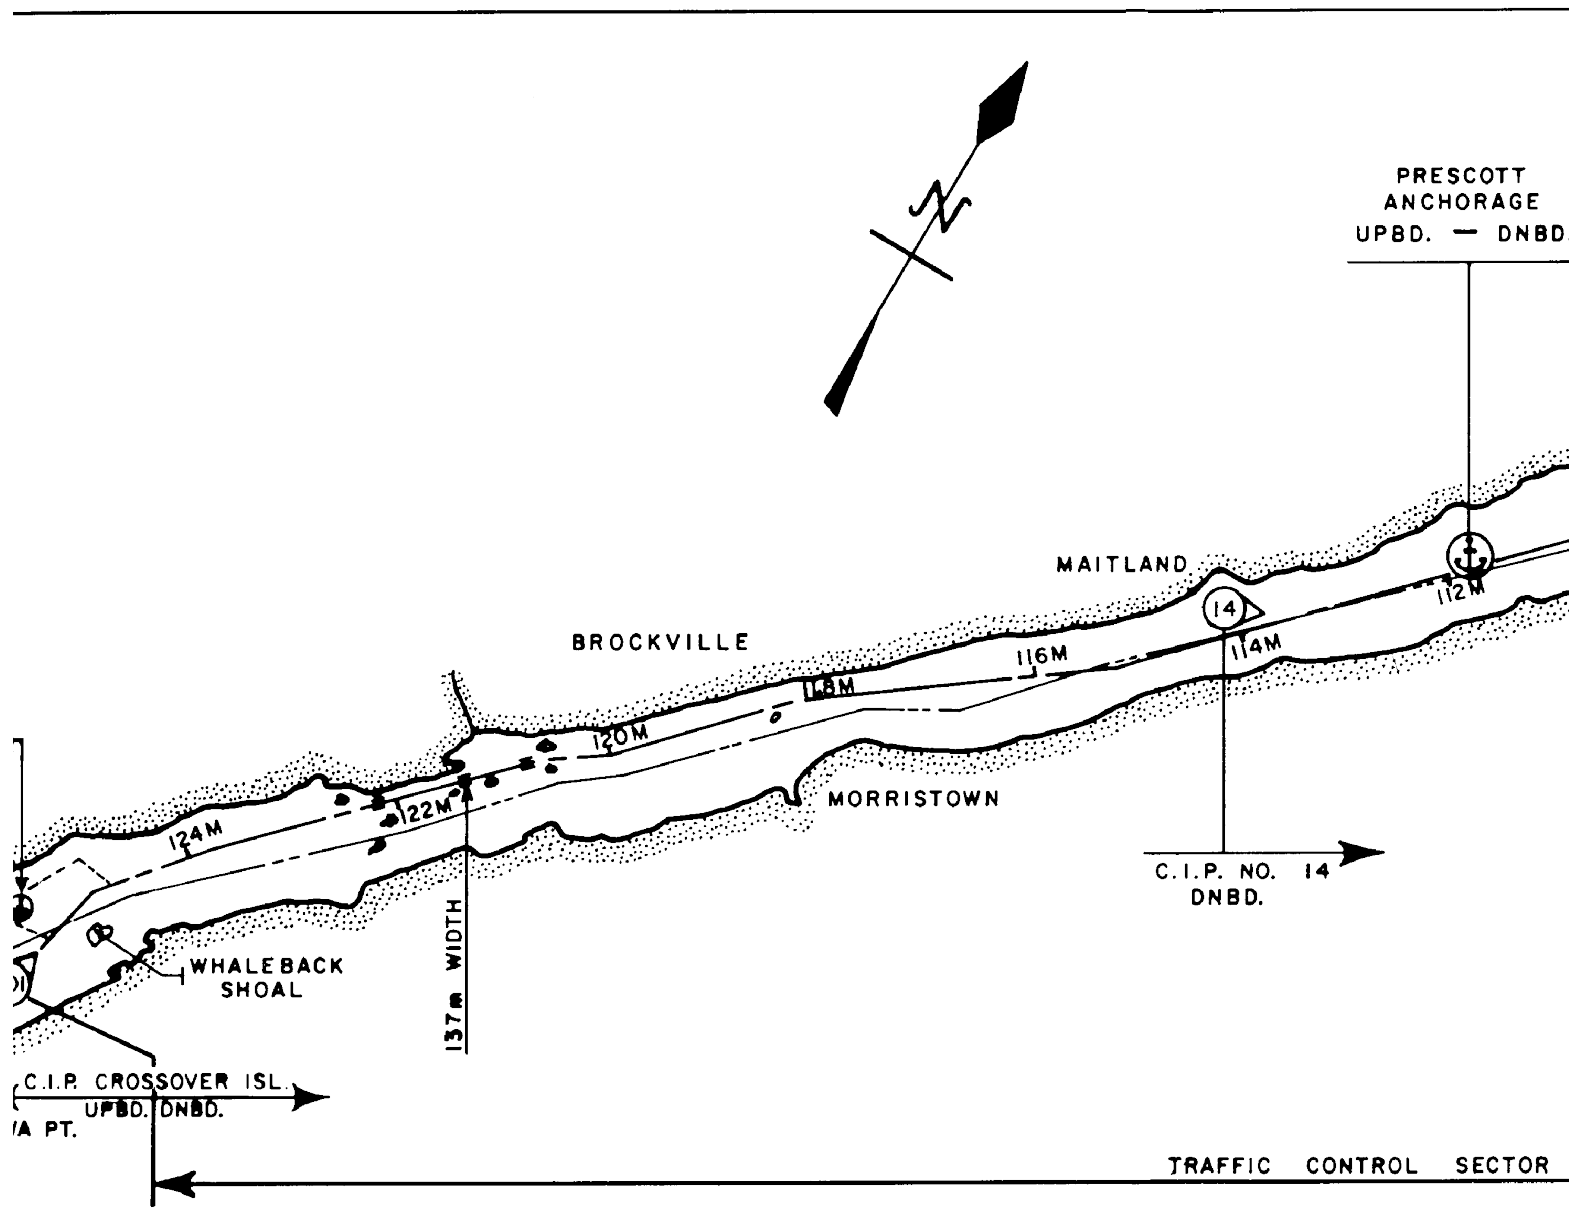 N
PRESCOTT
ANCHORAGE
UPBD. — DNBD.
MAITLAND
14
112M
114M
BROCKVILLE
116M
118M
120M
122M
124M
MORRISTOWN
C.I.P. NO. 14
DNBD.
137m WIDTH
WHALEBACK
SHOAL
C.I.P. CROSSOVER ISL.
UPBD. DNBD.
PT.
TRAFFIC CONTROL SECTOR